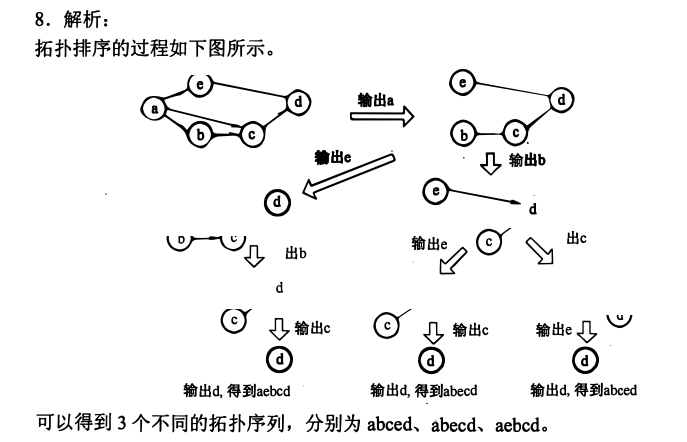 8．解析：
拓扑排序的过程如下图所示。
e
a
d
b
c
输出a
e
d
b
c
输出e
输出b
d
e
d
b
c
出b
输出e
c
出c
d
c
输出c
c
输出c
输出e
d
d
d
d
输出d, 得到aebcd
输出d, 得到abecd
输出d, 得到abced
可以得到 3 个不同的拓扑序列，分别为 abced、abecd、aebcd。